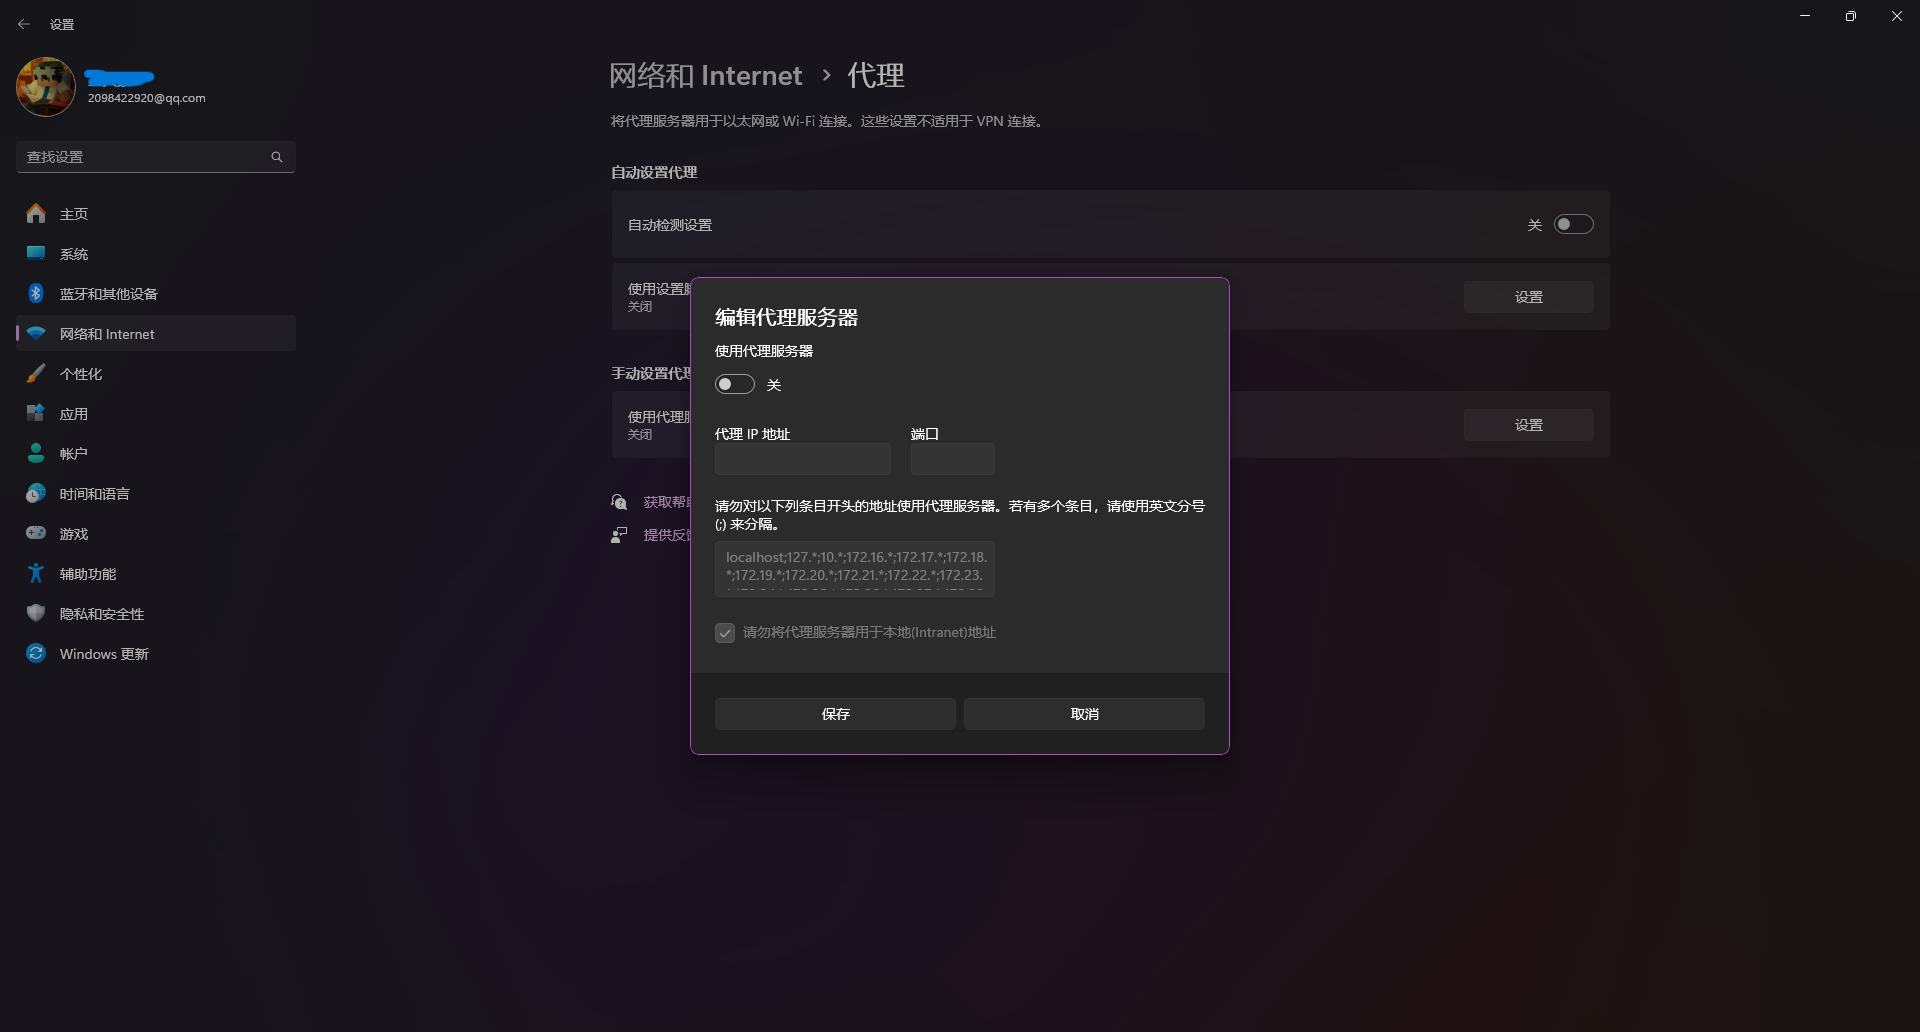 设置
2098422920@qq.com
查找设置
主页
系统
蓝牙和其他设备
网络和 Internet
个性化
应用
帐户
时间和语言
游戏
辅助功能
隐私和安全性
Windows 更新
网络和 Internet › 代理
将代理服务器用于以太网或 Wi-Fi 连接。这些设置不适用于 VPN 连接。
自动设置代理
自动检测设置
关
使用设置
关闭
设置
手动设置代理
使用代理
关闭
设置
获取帮
提供反
编辑代理服务器
使用代理服务器
关
代理 IP 地址
端口
请勿对以下列条目开头的地址使用代理服务器。若有多个条目，请使用英文分号
(;) 来分隔。
localhost;127.*;10.*;172.16.*;172.17.*;172.18.
*;172.19.*;172.20.*;172.21.*;172.22.*;172.23.
请勿将代理服务器用于本地(Intranet)地址
保存
取消